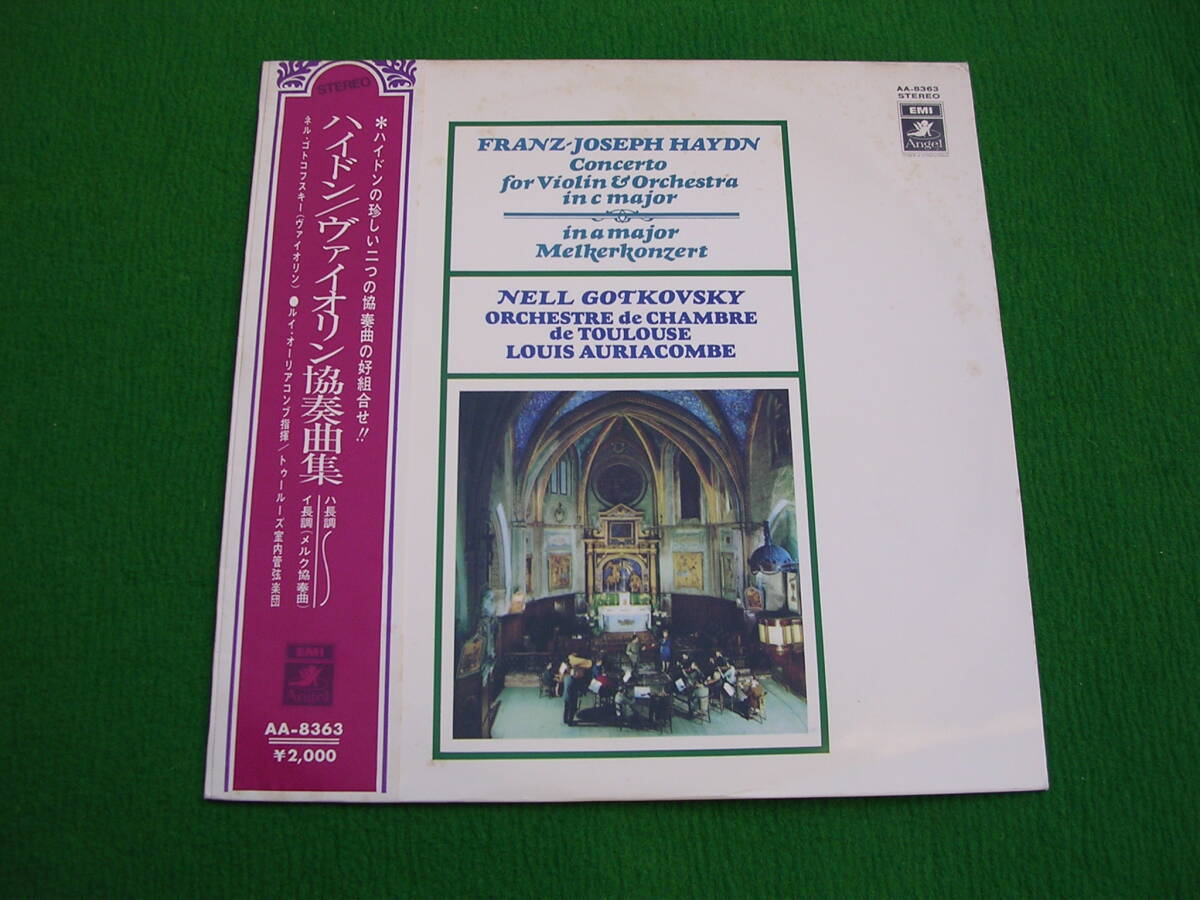 STEREO
＊ハイドンの珍しい二つの協奏曲の好組合せ!!
ハイドン/ヴァイオリン協奏曲集
ハ長調
イ長調(メルク協奏曲)
ネル・ゴトコフスキー(ヴァイオリン)●ルイ・オーリアコンブ指揮/トゥールーズ室内管弦楽団
EMI
Angel
AA-8363
¥2,000
AA-8363
STEREO
EMI
Angel
FRANZ-JOSEPH HAYDN
Concerto
for Violin & Orchestra
in c major
in a major
Melkerkonzert
NELL GOTKOVSKY
ORCHESTRE de CHAMBRE
de TOULOUSE
LOUIS AURIACOMBE